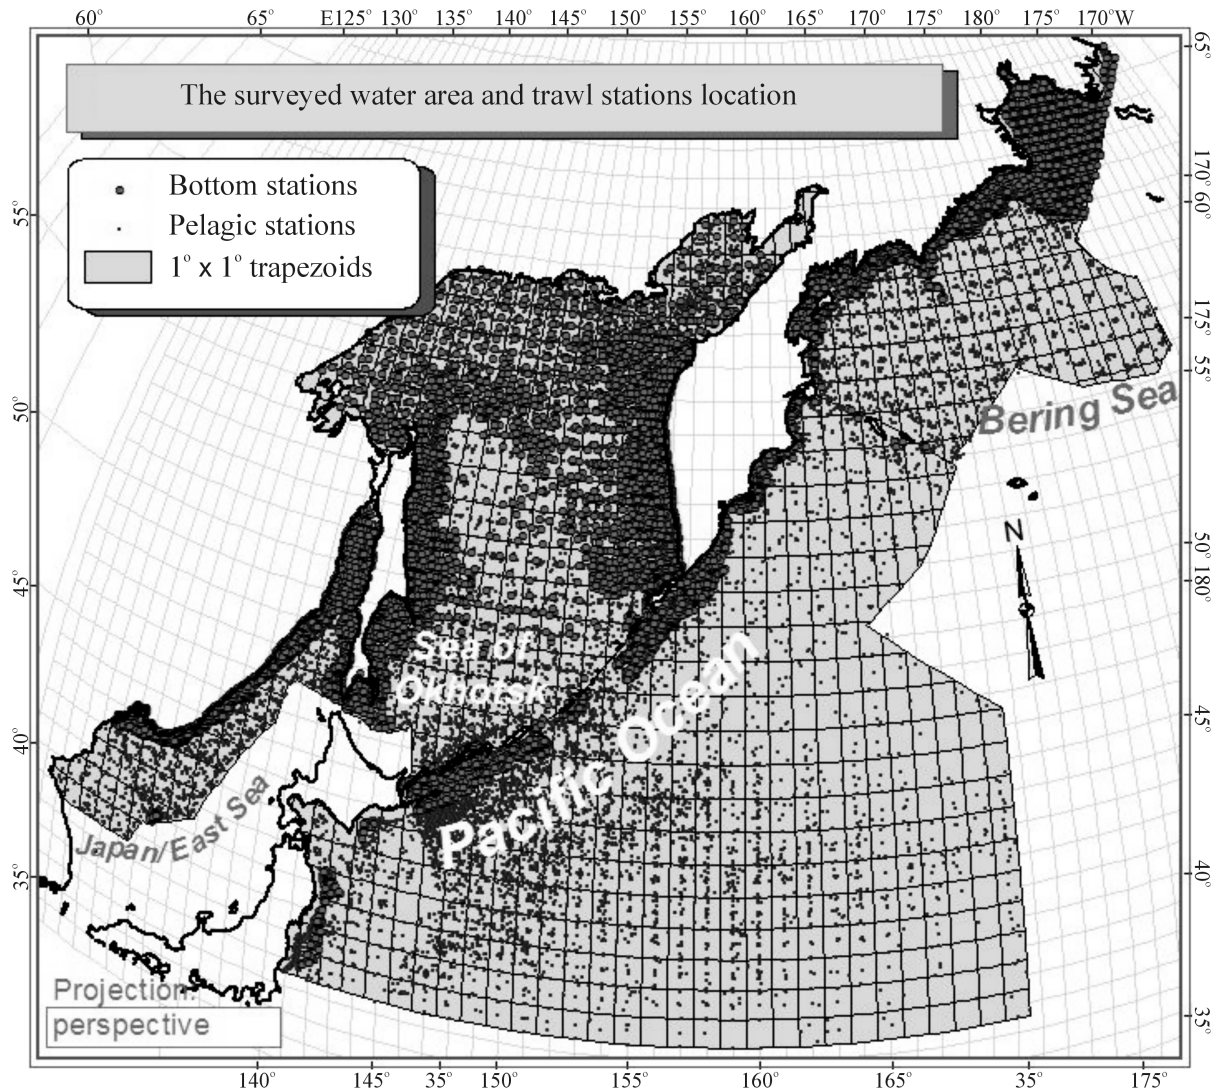 60° 65° E125° 130° 135° 140° 145° 150° 155° 160° 165° 170° 175° 180° 175° 170°W
The surveyed water area and trawl stations location
Bottom stations
Pelagic stations
1° x 1° trapezoids
55°
50°
45°
40°
35°
65°
170°
60°
175°
55°
50°
180°
45°
40°
35°
Bering Sea
N
Sea of
Okhotsk
Pacific Ocean
Japan/East Sea
Projection:
perspective
140° 145° 35° 150° 155° 160° 165° 35° 175°